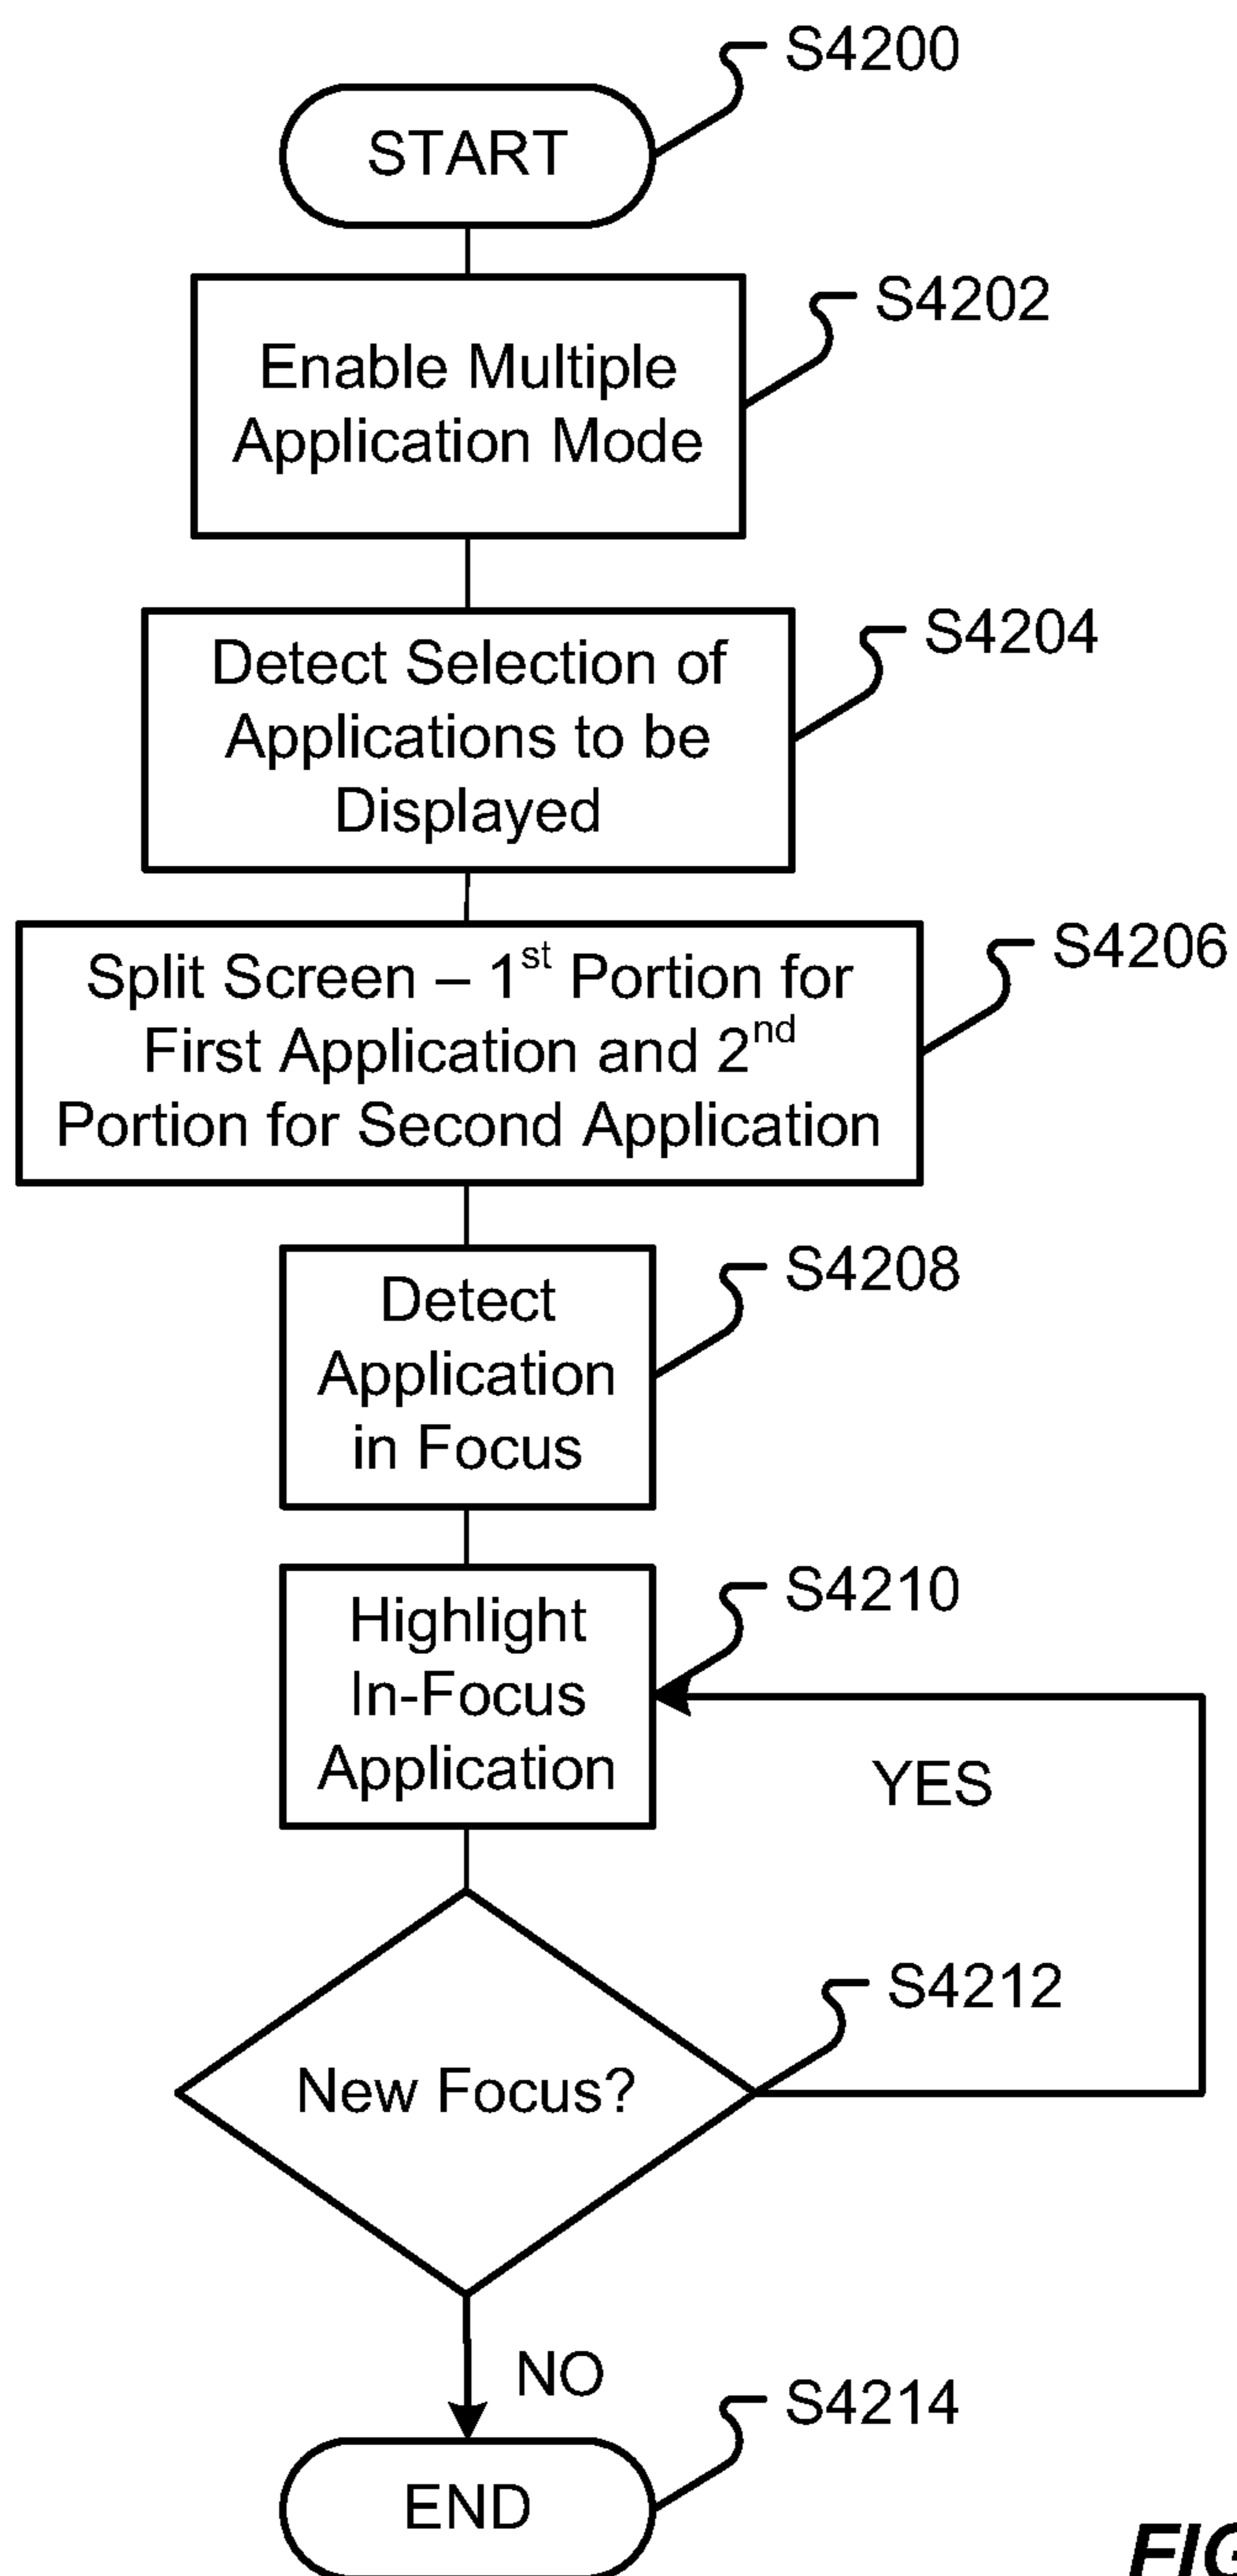 S4200
START
S4202
Enable Multiple
Application Mode
S4204
Detect Selection of
Applications to be
Displayed
S4206
Split Screen – 1st Portion for
First Application and 2nd
Portion for Second Application
S4208
Detect
Application
in Focus
S4210
Highlight
In-Focus
Application
YES
S4212
New Focus?
NO
S4214
END